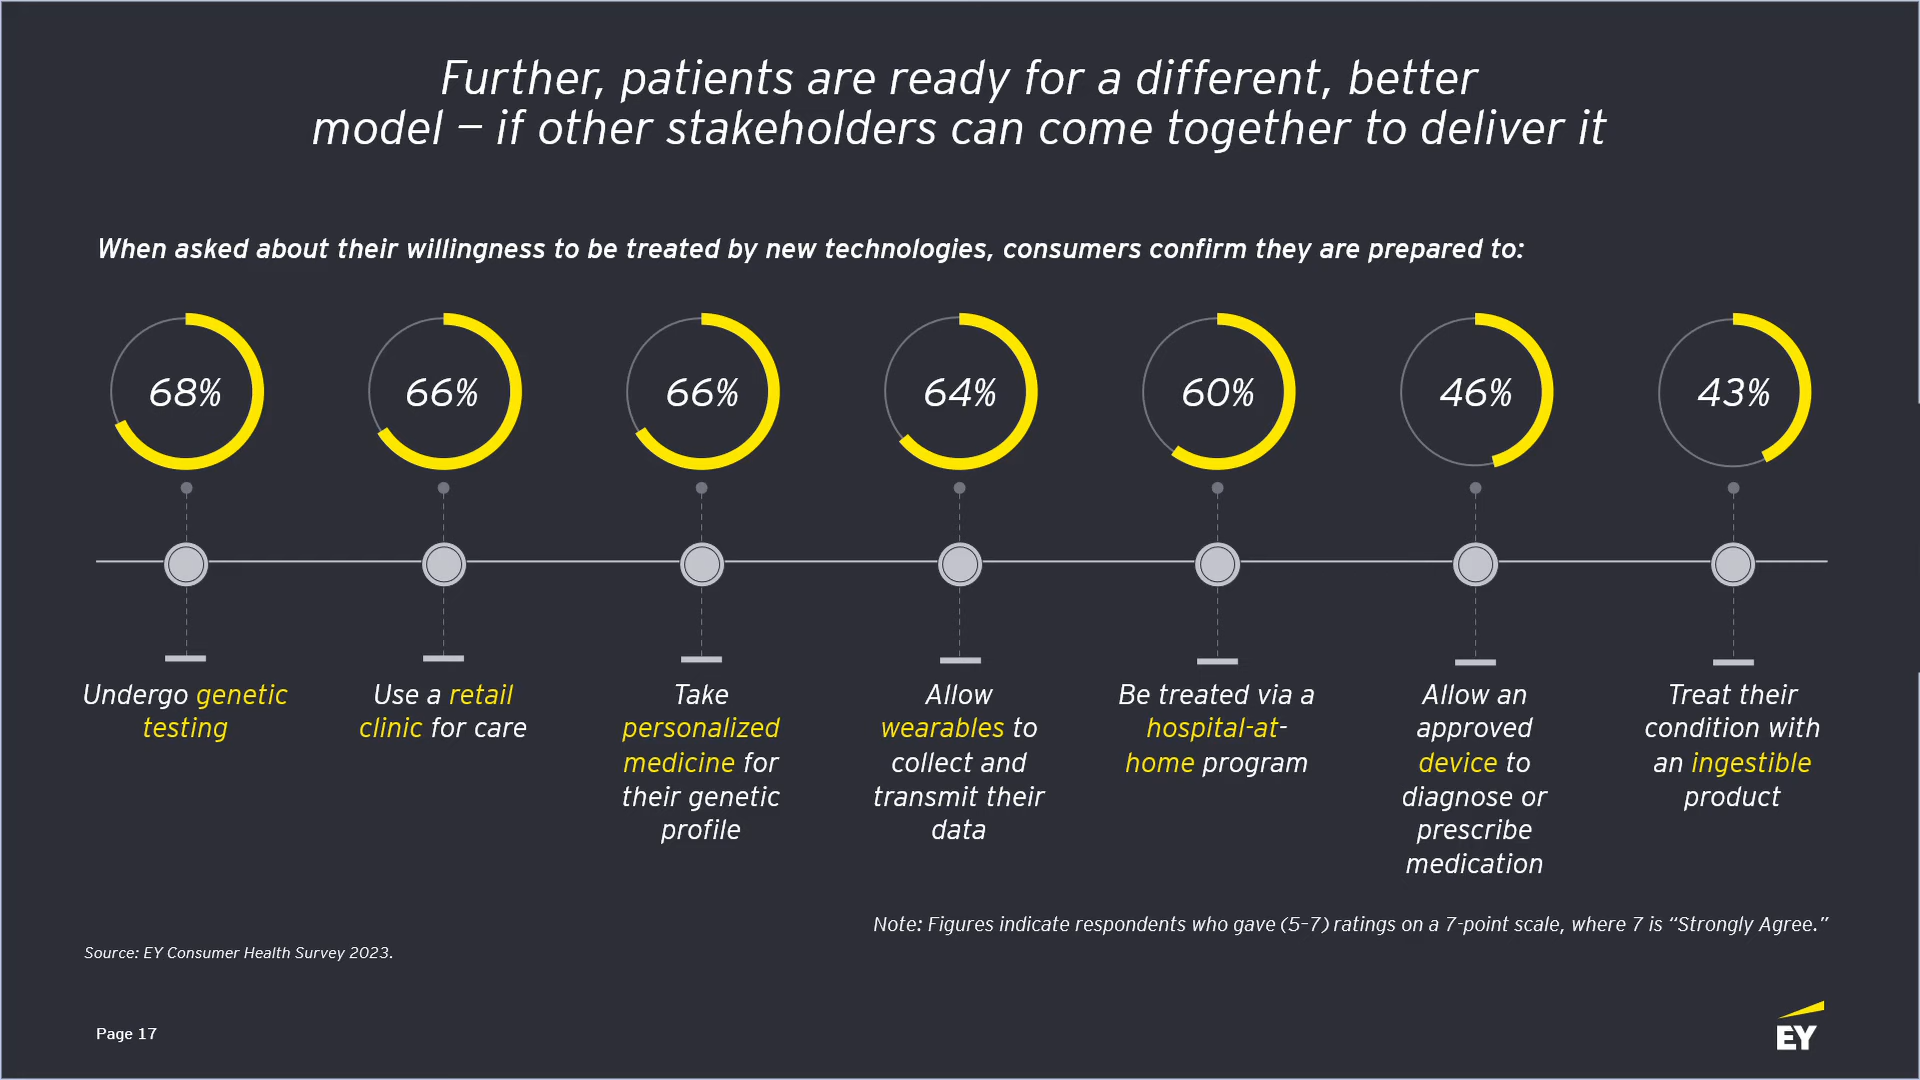 Further, patients are ready for a different, better
model – if other stakeholders can come together to deliver it
When asked about their willingness to be treated by new technologies, consumers confirm they are prepared to:
68%
66%
66%
64%
60%
46%
43%
Undergo genetic
testing
Use a retail
clinic for care
Take
personalized
medicine for
their genetic
profile
Allow
wearables to
collect and
transmit their
data
Be treated via a
hospital-at-
home program
Allow an
approved
device to
diagnose or
prescribe
medication
Treat their
condition with
an ingestible
product
Note: Figures indicate respondents who gave (5–7) ratings on a 7-point scale, where 7 is “Strongly Agree.”
Source: EY Consumer Health Survey 2023.
Page 17
EY